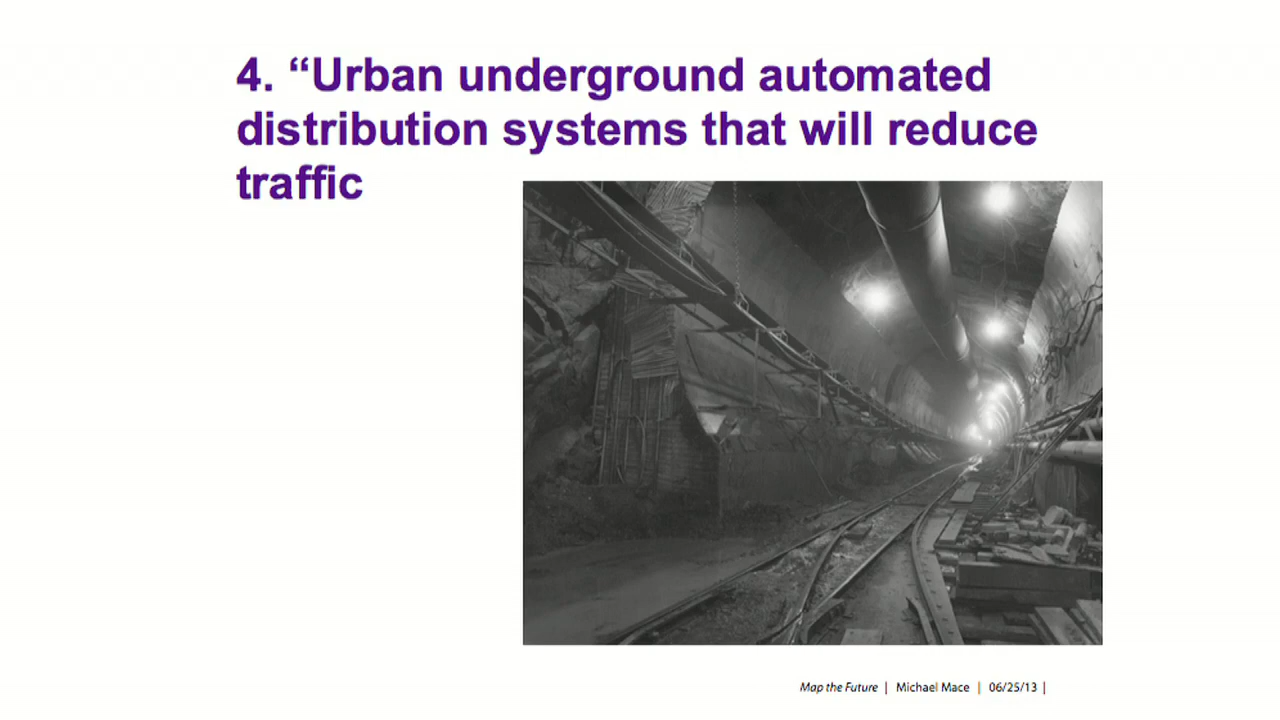 4. “Urban underground automated
distribution systems that will reduce
traffic
Map the Future | Michael Mace | 06/25/13 |